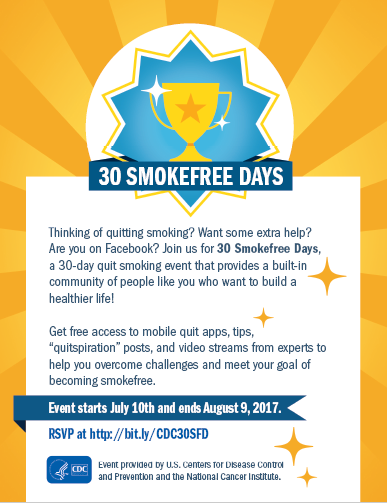 30 SMOKEFREE DAYS
Thinking of quitting smoking? Want some extra help?
Are you on Facebook? Join us for 30 Smokefree Days,
a 30-day quit smoking event that provides a built-in
community of people like you who want to build a
healthier life!
Get free access to mobile quit apps, tips,
“quitspiration” posts, and video streams from experts to
help you overcome challenges and meet your goal of
becoming smokefree.
Event starts July 10th and ends August 9, 2017.
RSVP at http://bit.ly/CDC30SFD
CDC
Event provided by U.S. Centers for Disease Control
and Prevention and the National Cancer Institute.